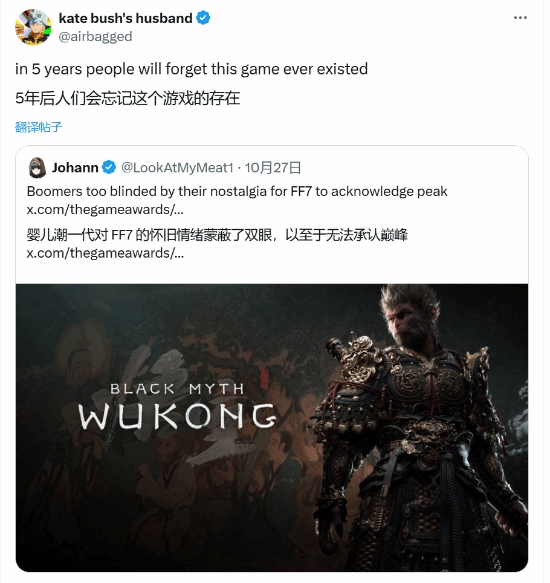 kate bush's husband
@airbagged
in 5 years people will forget this game ever existed
5年后人们会忘记这个游戏的存在
翻译帖子
Johann @LookAtMyMeat1 · 10月27日
Boomers too blinded by their nostalgia for FF7 to acknowledge peak
x.com/thegameawards/...
婴儿潮一代对 FF7 的怀旧情绪蒙蔽了双眼，以至于无法承认巅峰
x.com/thegameawards/...
BLACK MYTH
WUKONG